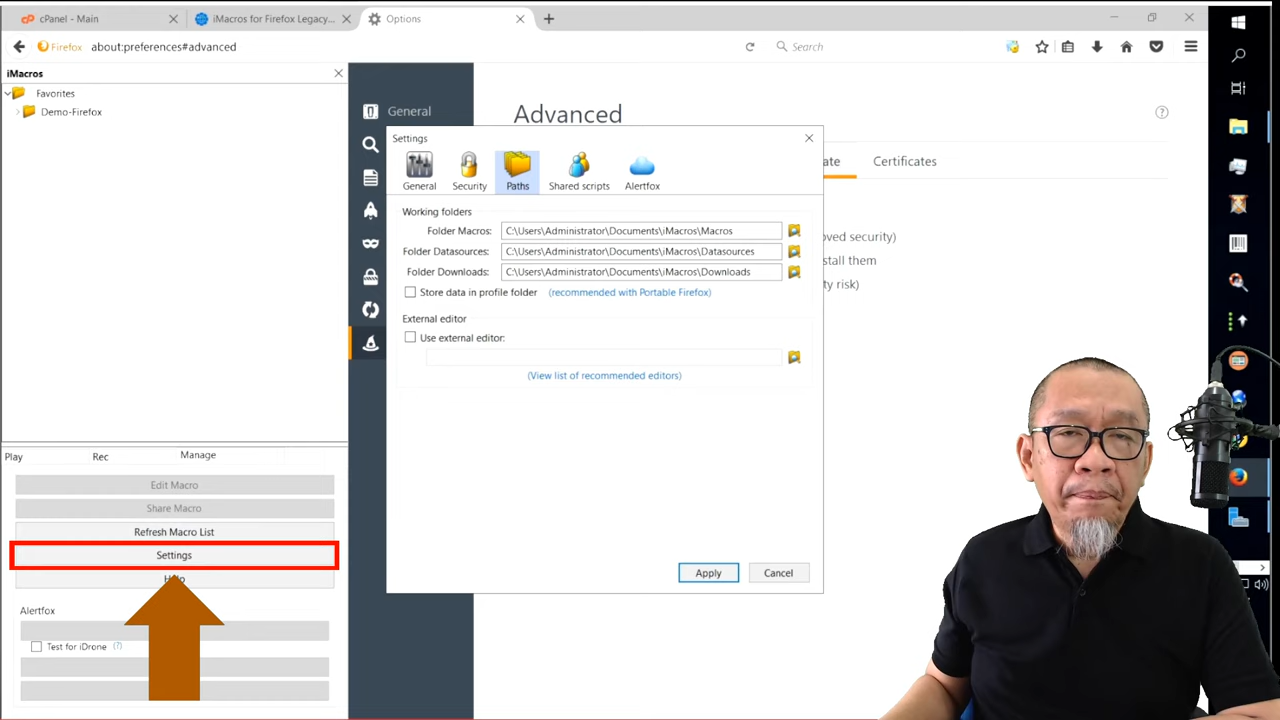 cPanel - Main
iMacros for Firefox Legacy...
Options
Firefox
about:preferences#advanced
Search
iMacros
Favorites
Demo-Firefox
General
Advanced
Settings
General
Security
Paths
Shared scripts
Alertfox
ate
Certificates
Working folders
Folder Macros:
C:\Users\Administrator\Documents\iMacros\Macros
oved security)
Folder Datasources:
C:\Users\Administrator\Documents\iMacros\Datasources
stall them
Folder Downloads:
C:\Users\Administrator\Documents\iMacros\Downloads
ty risk)
Store data in profile folder
(recommended with Portable Firefox)
External editor
Use external editor:
(View list of recommended editors)
Apply
Cancel
Play
Rec
Manage
Edit Macro
Share Macro
Refresh Macro List
Settings
Alertfox
Test for iDrone (?)